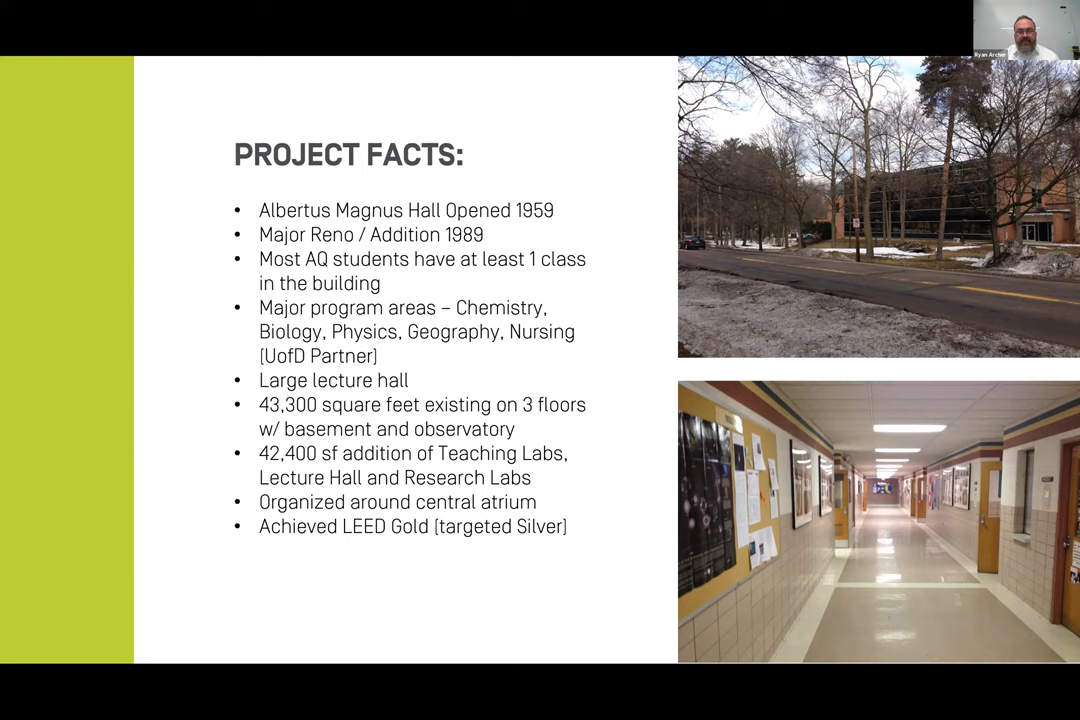 Ryan Archer
PROJECT FACTS:
• Albertus Magnus Hall Opened 1959
• Major Reno / Addition 1989
• Most AQ students have at least 1 class
in the building
• Major program areas – Chemistry,
Biology, Physics, Geography, Nursing
(UofD Partner)
• Large lecture hall
• 43,300 square feet existing on 3 floors
w/ basement and observatory
• 42,400 sf addition of Teaching Labs,
Lecture Hall and Research Labs
• Organized around central atrium
• Achieved LEED Gold (targeted Silver)